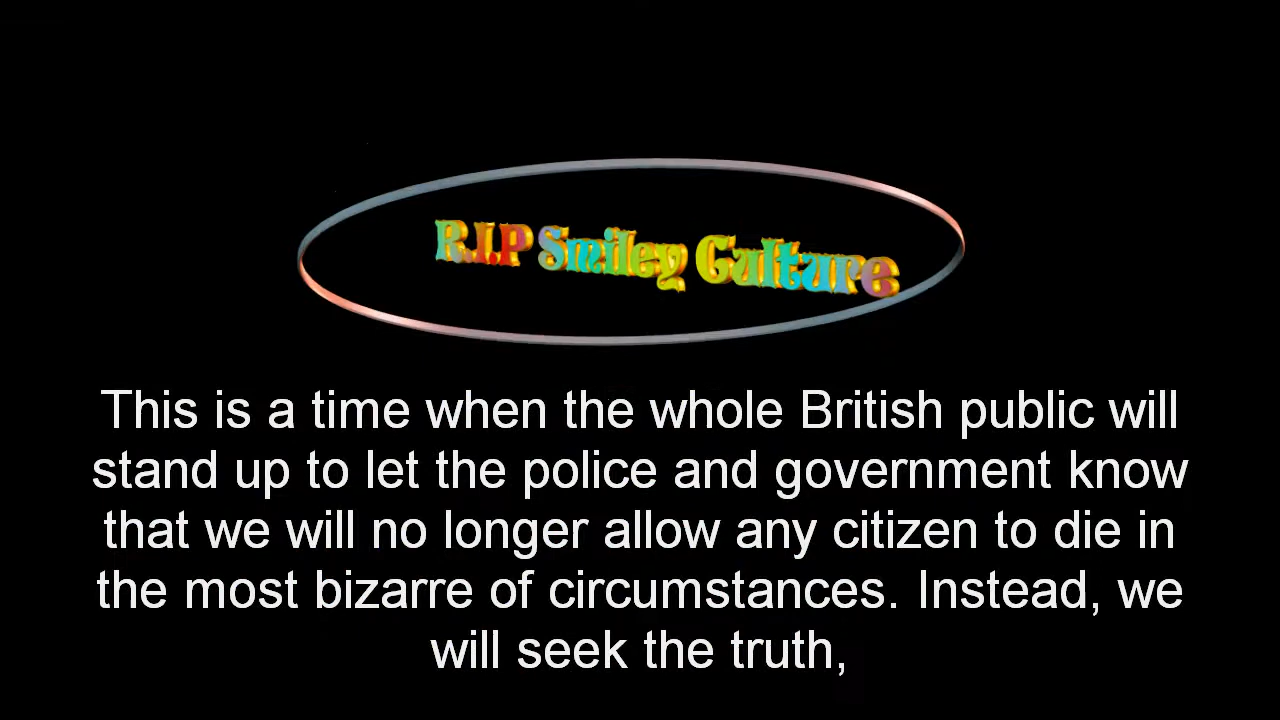 R.I.P Smiley Culture
This is a time when the whole British public will
stand up to let the police and government know
that we will no longer allow any citizen to die in
the most bizarre of circumstances. Instead, we
will seek the truth,